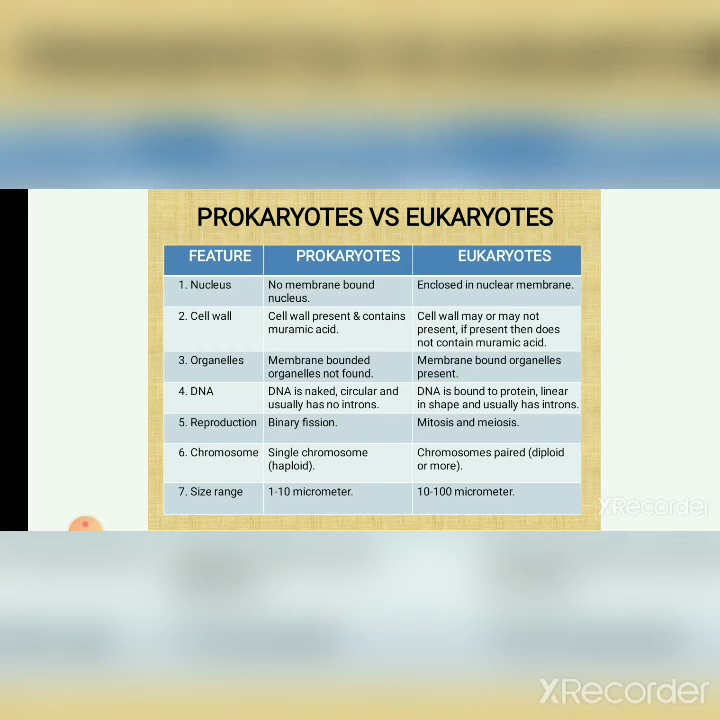 PROKARYOTES VS EUKARYOTES
FEATURE PROKARYOTES EUKARYOTES
1. Nucleus No membrane bound nucleus. Enclosed in nuclear membrane.
2. Cell wall Cell wall present & contains muramic acid. Cell wall may or may not present, if present then does not contain muramic acid.
3. Organelles Membrane bounded organelles not found. Membrane bound organelles present.
4. DNA DNA is naked, circular and usually has no introns. DNA is bound to protein, linear in shape and usually has introns.
5. Reproduction Binary fission. Mitosis and meiosis.
6. Chromosome Single chromosome (haploid). Chromosomes paired (diploid or more).
7. Size range 1-10 micrometer. 10-100 micrometer.
XRecorder
XRecorder